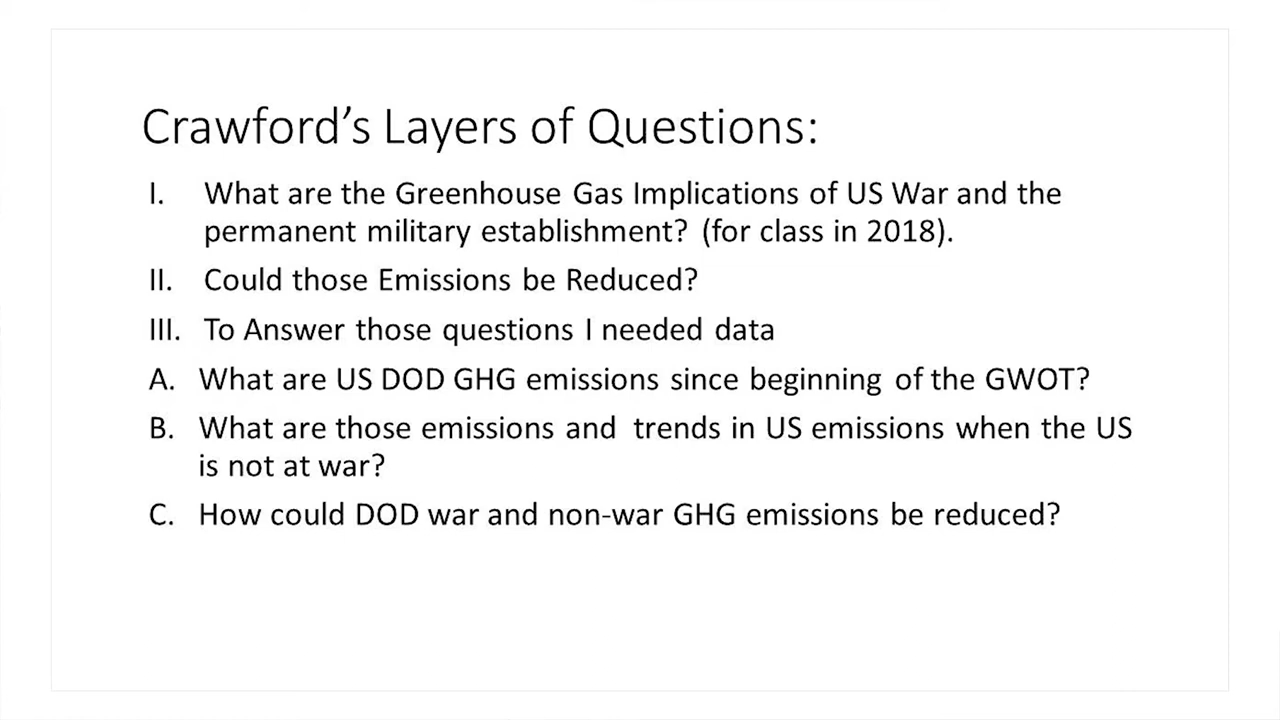 Crawford’s Layers of Questions:
I. What are the Greenhouse Gas Implications of US War and the
permanent military establishment? (for class in 2018).
II. Could those Emissions be Reduced?
III. To Answer those questions I needed data
A. What are US DOD GHG emissions since beginning of the GWOT?
B. What are those emissions and  trends in US emissions when the US
is not at war?
C. How could DOD war and non-war GHG emissions be reduced?